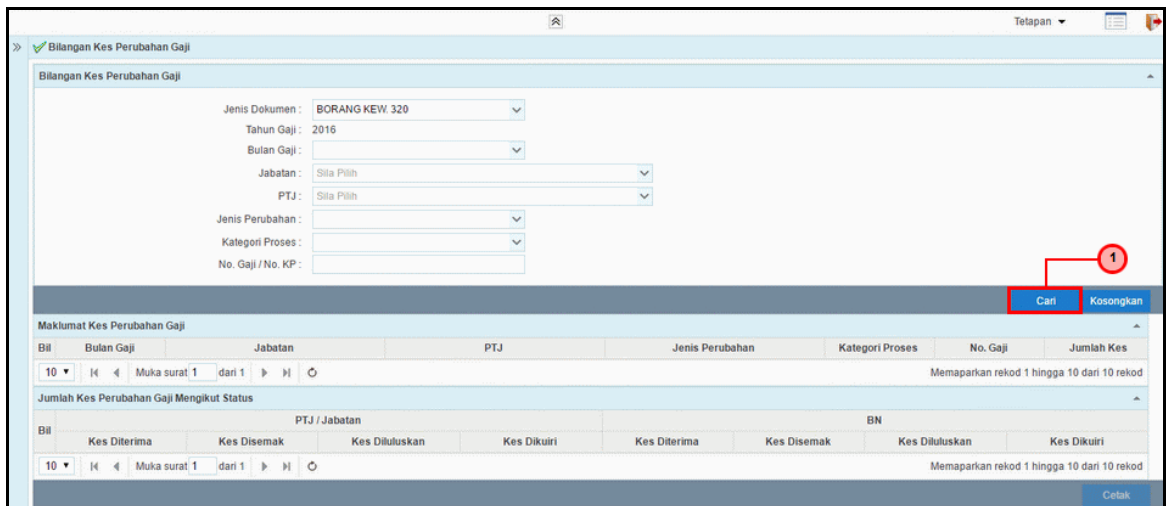 Tetapan
Bilangan Kes Perubahan Gaji
Bilangan Kes Perubahan Gaji
Jenis Dokumen : BORANG KEW. 320
Tahun Gaji : 2016
Bulan Gaji :
Jabatan : Sila Pilih
PTJ : Sila Pilih
Jenis Perubahan :
Kategori Proses :
No. Gaji / No. KP :
1
Cari Kosongkan
Maklumat Kes Perubahan Gaji
Bil Bulan Gaji Jabatan PTJ Jenis Perubahan Kategori Proses No. Gaji Jumlah Kes
10 Muka surat 1 dari 1 Memaparkan rekod 1 hingga 10 dari 10 rekod
Jumlah Kes Perubahan Gaji Mengikut Status
Bil PTJ / Jabatan BN
Kes Diterima Kes Disemak Kes Diluluskan Kes Dikuiri Kes Diterima Kes Disemak Kes Diluluskan Kes Dikuiri
10 Muka surat 1 dari 1 Memaparkan rekod 1 hingga 10 dari 10 rekod
Cetak